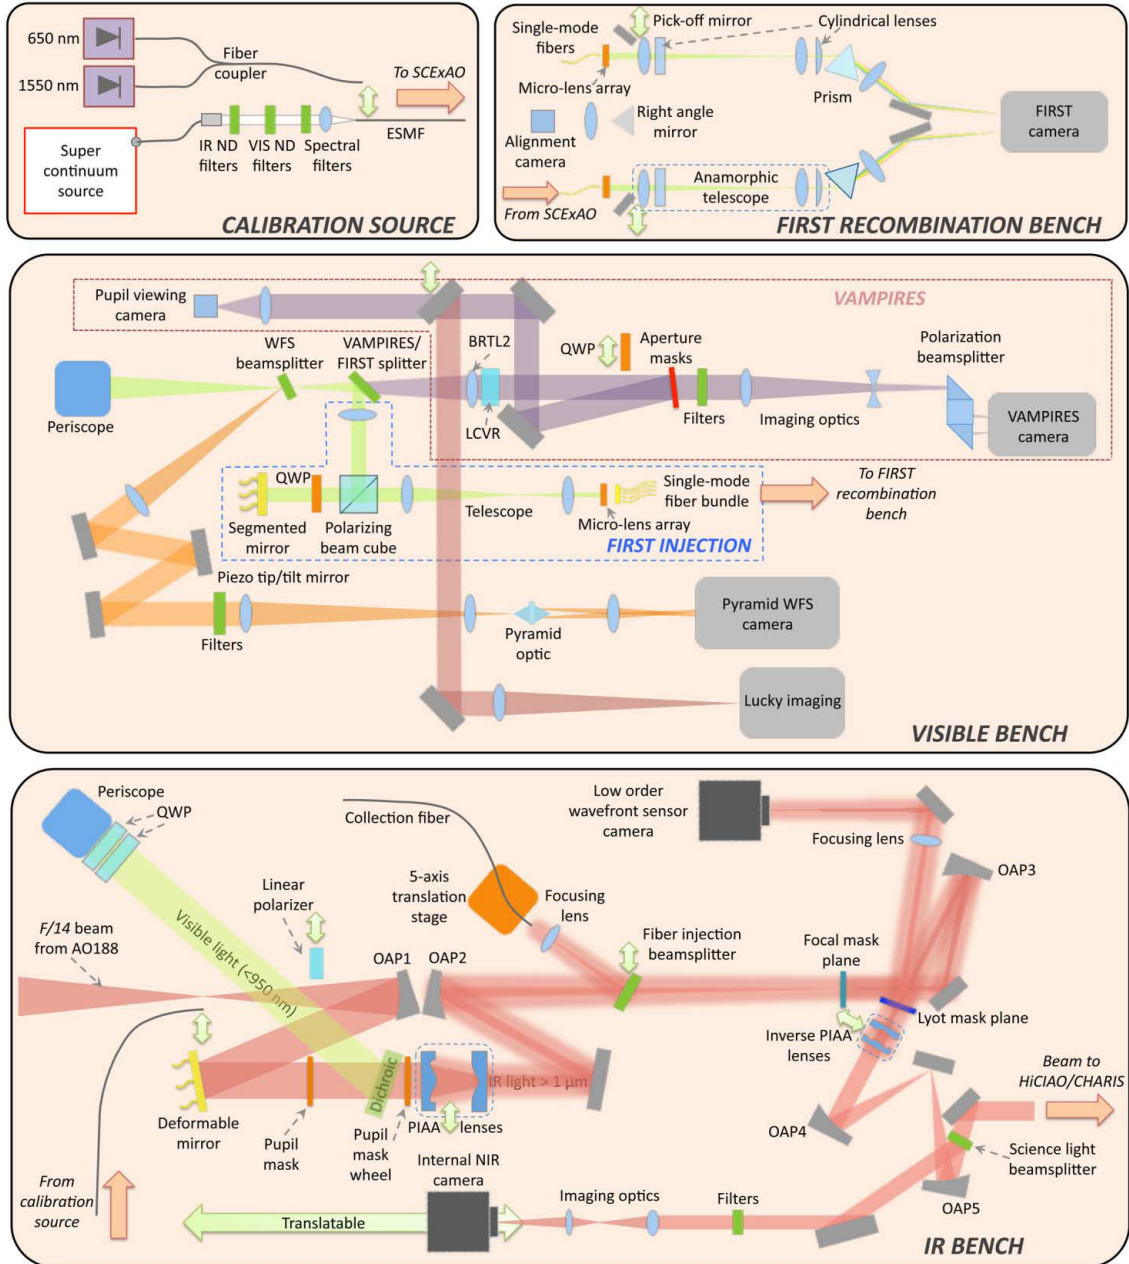 650 nm
1550 nm
Fiber
coupler
To SCExAO
ESMF
Super
continuum
source
IR ND
filters
VIS ND
filters
Spectral
filters
CALIBRATION SOURCE
Single-mode
fibers
Pick-off mirror
Cylindrical lenses
Micro-lens array
Prism
Right angle
mirror
Alignment
camera
FIRST
camera
Anamorphic
telescope
From SCExAO
FIRST RECOMBINATION BENCH
Pupil viewing
camera
VAMPIRES
WFS
beamsplitter
VAMPIRES/
FIRST splitter
BRTL2
QWP
Aperture
masks
Polarization
beamsplitter
Periscope
LCVR
Filters
Imaging optics
VAMPIRES
camera
QWP
Segmented
mirror
Polarizing
beam cube
Telescope
Single-mode
fiber bundle
Micro-lens array
To FIRST
recombination
bench
FIRST INJECTION
Piezo tip/tilt mirror
Filters
Pyramid
optic
Pyramid WFS
camera
Lucky imaging
VISIBLE BENCH
Periscope
QWP
Collection fiber
Low order
wavefront sensor
camera
Focusing lens
OAP3
5-axis
translation
stage
Focusing
lens
Linear
polarizer
F/14 beam
from AO188
Visible light (<950 nm)
OAP1
OAP2
Fiber injection
beamsplitter
Focal mask
plane
Lyot mask plane
Inverse PIAA
lenses
Dichroic
IR light > 1 μm
Deformable
mirror
Pupil
mask
Pupil
mask
wheel
PIAA lenses
OAP4
Beam to
HiCIAO/CHARIS
Science light
beamsplitter
From
calibration
source
Internal NIR
camera
Translatable
Imaging optics
Filters
OAP5
IR BENCH